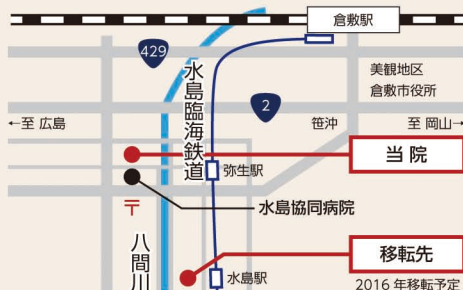 倉敷駅
429
水島臨海鉄道
美観地区
倉敷市役所
2
←至 広島
笹沖
至 岡山→
当院
弥生駅
水島協同病院
〒
八間川
移転先
水島駅
2016 年移転予定